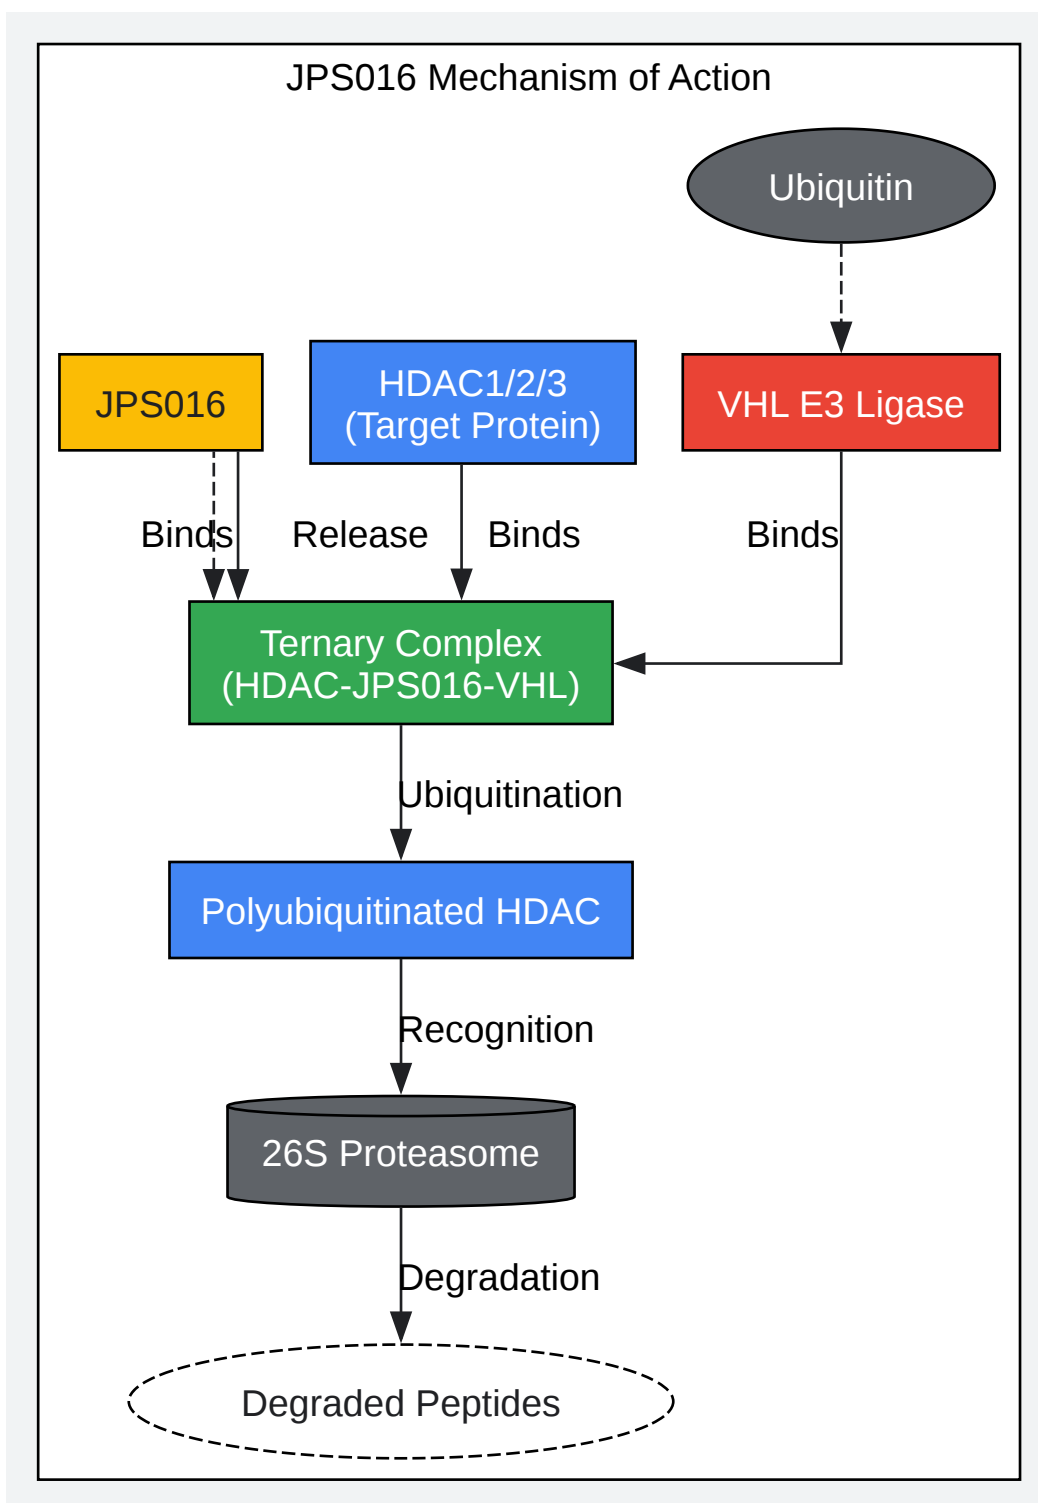 JPS016 Mechanism of Action
Ubiquitin
JPS016
HDAC1/2/3
(Target Protein)
VHL E3 Ligase
Binds
Release
Binds
Binds
Ternary Complex
(HDAC-JPS016-VHL)
Ubiquitination
Polyubiquitinated HDAC
Recognition
26S Proteasome
Degradation
Degraded Peptides